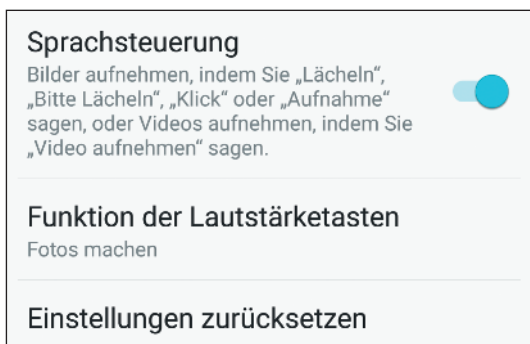 Sprachsteuerung
Bilder aufnehmen, indem Sie „Lächeln“,
„Bitte Lächeln“, „Klick“ oder „Aufnahme“
sagen, oder Videos aufnehmen, indem Sie
„Video aufnehmen“ sagen.
Funktion der Lautstärketasten
Fotos machen
Einstellungen zurücksetzen